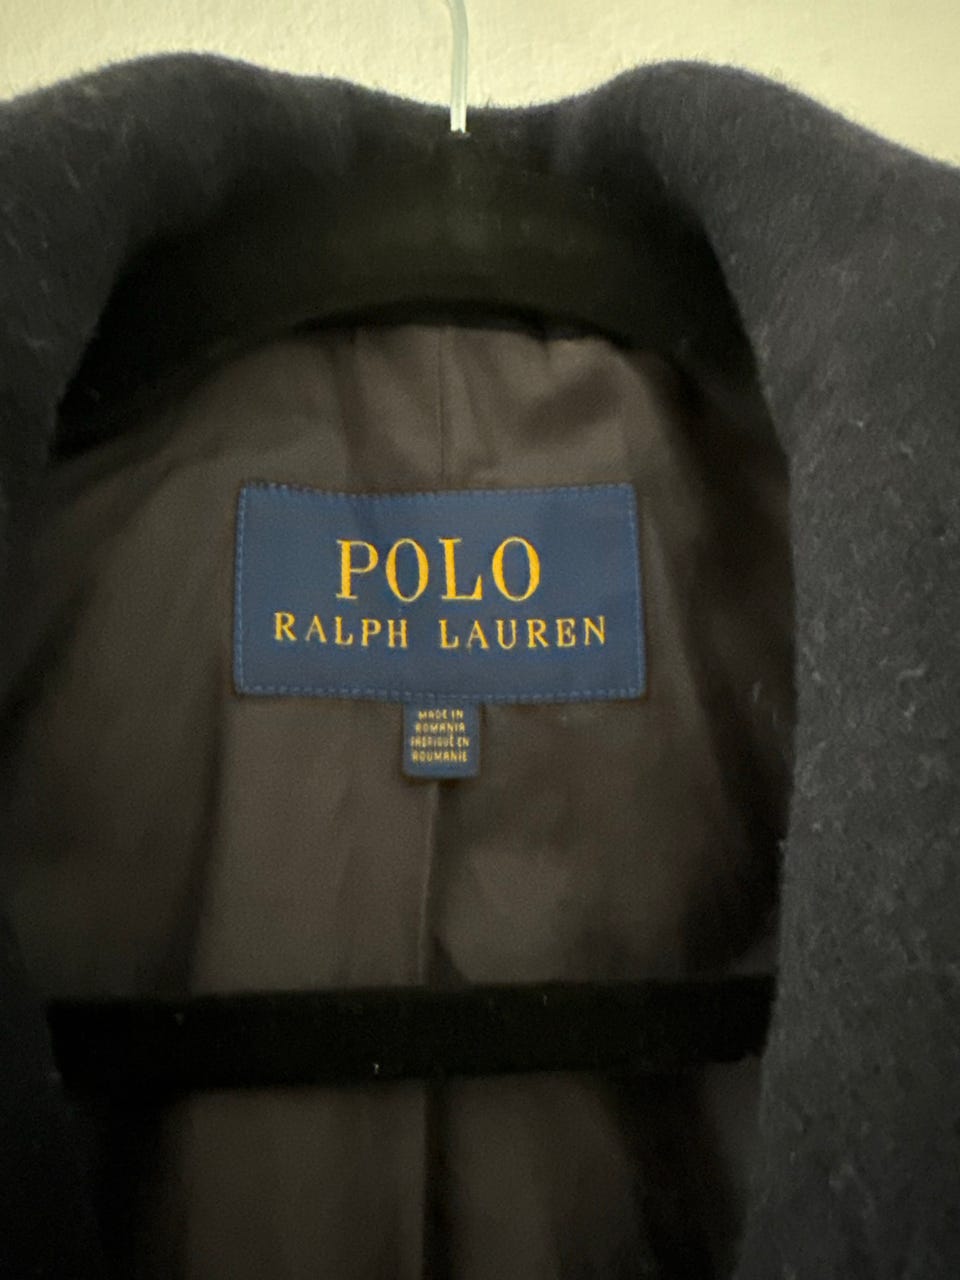 POLO
RALPH LAUREN
MADE IN
ROMANIA
FABRIQUÉ EN
ROUMANIE